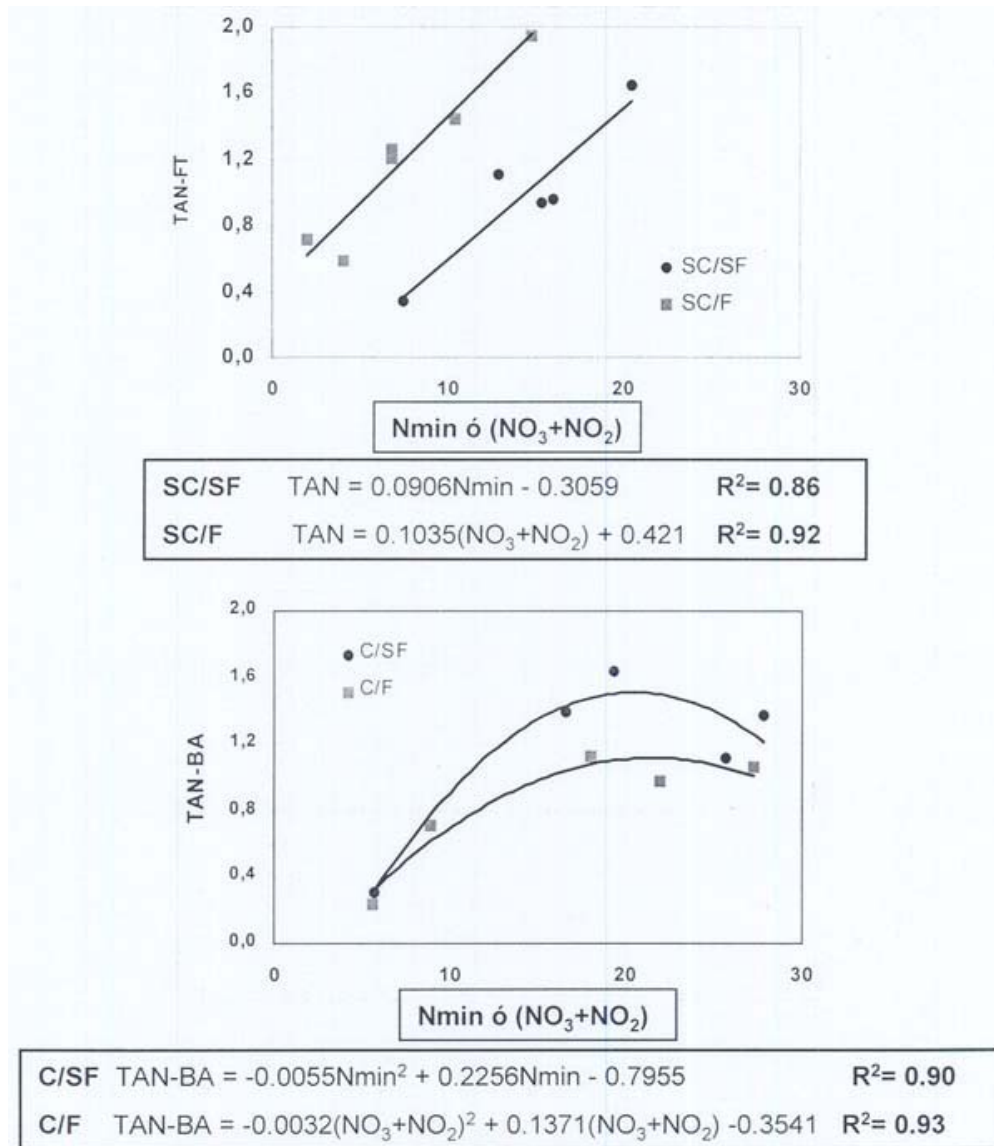 2,0
1,6
1,2
0,8
0,4
0,0
TAN-FT
SC/SF
SC/F
0 10 20 30
Nmin ó (NO₃+NO₂)
SC/SF TAN = 0.0906Nmin - 0.3059 R²= 0.86
SC/F TAN = 0.1035(NO₃+NO₂) + 0.421 R²= 0.92
2,0
1,6
1,2
0,8
0,4
0,0
TAN-BA
C/SF
C/F
0 10 20 30
Nmin ó (NO₃+NO₂)
C/SF TAN-BA = -0.0055Nmin² + 0.2256Nmin - 0.7955 R²= 0.90
C/F TAN-BA = -0.0032(NO₃+NO₂)² + 0.1371(NO₃+NO₂) -0.3541 R²= 0.93